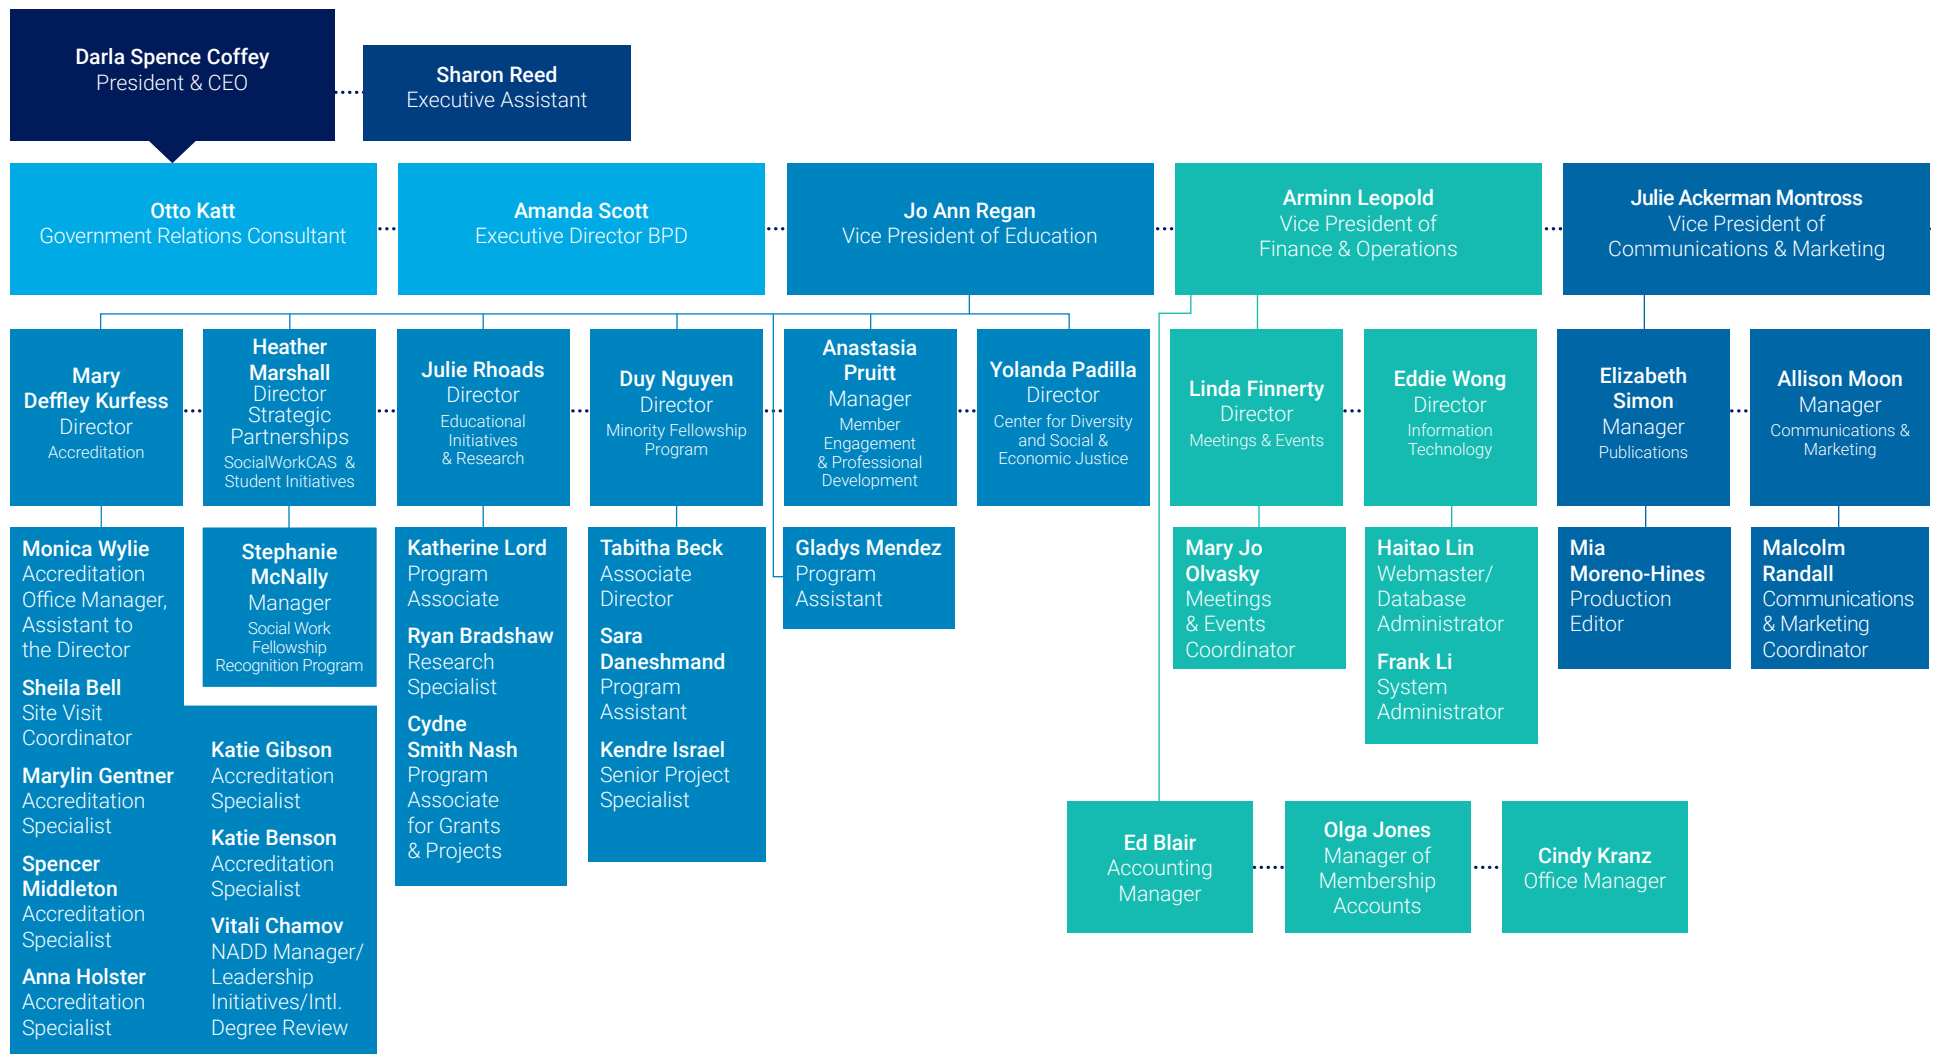 Darla Spence Coffey
President & CEO
Sharon Reed
Executive Assistant
Otto Katt
Government Relations Consultant
Amanda Scott
Executive Director BPD
Jo Ann Regan
Vice President of Education
Arminn Leopold
Vice President of
Finance & Operations
Julie Ackerman Montross
Vice President of
Communications & Marketing
Mary
Deffley Kurfess
Director
Accreditation
Heather
Marshall
Director
Strategic
Partnerships
SocialWorkCAS &
Student Initiatives
Julie Rhoads
Director
Educational
Initiatives
& Research
Duy Nguyen
Director
Minority Fellowship
Program
Anastasia
Pruitt
Manager
Member
Engagement
& Professional
Development
Yolanda Padilla
Director
Center for Diversity
and Social &
Economic Justice
Linda Finnerty
Director
Meetings & Events
Eddie Wong
Director
Information
Technology
Elizabeth
Simon
Manager
Publications
Allison Moon
Manager
Communications &
Marketing
Monica Wylie
Accreditation
Office Manager,
Assistant to
the Director
Sheila Bell
Site Visit
Coordinator
Marylin Gentner
Accreditation
Specialist
Spencer
Middleton
Accreditation
Specialist
Anna Holster
Accreditation
Specialist
Katie Gibson
Accreditation
Specialist
Katie Benson
Accreditation
Specialist
Vitali Chamov
NADD Manager/
Leadership
Initiatives/Intl.
Degree Review
Stephanie
McNally
Manager
Social Work
Fellowship
Recognition Program
Katherine Lord
Program
Associate
Ryan Bradshaw
Research
Specialist
Cydne
Smith Nash
Program
Associate
for Grants
& Projects
Tabitha Beck
Associate
Director
Sara
Daneshmand
Program
Assistant
Kendre Israel
Senior Project
Specialist
Gladys Mendez
Program
Assistant
Mary Jo
Olvasky
Meetings
& Events
Coordinator
Haitao Lin
Webmaster/
Database
Administrator
Frank Li
System
Administrator
Mia
Moreno-Hines
Production
Editor
Malcolm
Randall
Communications
& Marketing
Coordinator
Ed Blair
Accounting
Manager
Olga Jones
Manager of
Membership
Accounts
Cindy Kranz
Office Manager